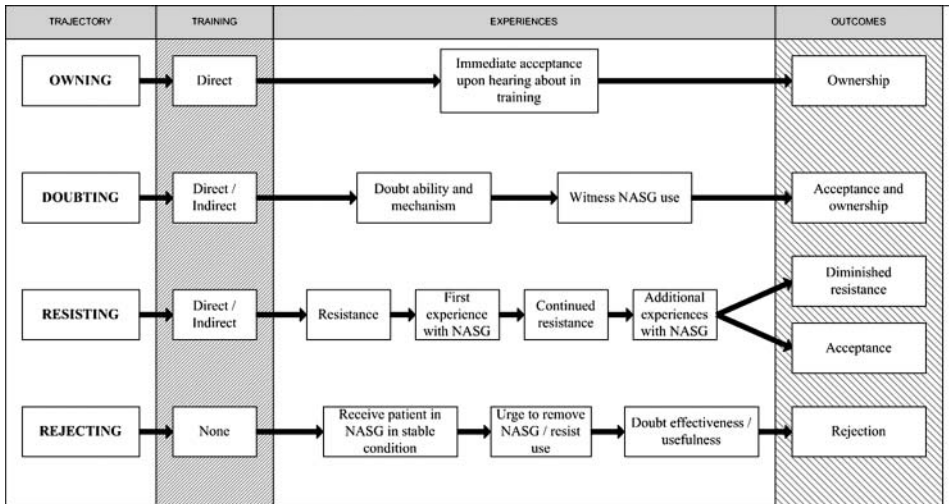 TRAJECTORY
TRAINING
EXPERIENCES
OUTCOMES
OWNING
Direct
Immediate acceptance
upon hearing about in
training
Ownership
DOUBTING
Direct /
Indirect
Doubt ability and
mechanism
Witness NASG use
Acceptance and
ownership
RESISTING
Direct /
Indirect
Resistance
First
experience
with NASG
Continued
resistance
Additional
experiences
with NASG
Diminished
resistance
Acceptance
REJECTING
None
Receive patient in
NASG in stable
condition
Urge to remove
NASG / resist
use
Doubt effectiveness /
usefulness
Rejection